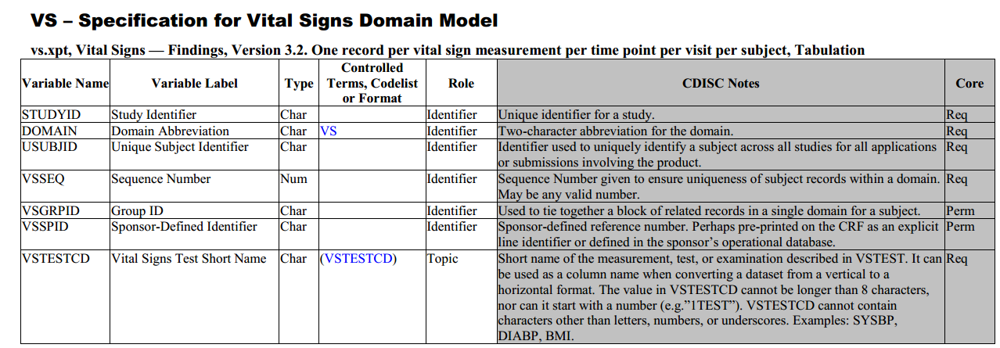 VS – Specification for Vital Signs Domain Model
vs.xpt, Vital Signs — Findings, Version 3.2. One record per vital sign measurement per time point per visit per subject, Tabulation
Variable Name Variable Label Type Controlled Terms, Codelist or Format Role CDISC Notes Core
STUDYID Study Identifier Char Identifier Unique identifier for a study. Req
DOMAIN Domain Abbreviation Char VS Identifier Two-character abbreviation for the domain. Req
USUBJID Unique Subject Identifier Char Identifier Identifier used to uniquely identify a subject across all studies for all applications Req
or submissions involving the product.
VSSEQ Sequence Number Num Identifier Sequence Number given to ensure uniqueness of subject records within a domain. Req
May be any valid number.
VSGRPID Group ID Char Identifier Used to tie together a block of related records in a single domain for a subject. Perm
VSSPID Sponsor-Defined Identifier Char Identifier Sponsor-defined reference number. Perhaps pre-printed on the CRF as an explicit Perm
line identifier or defined in the sponsor’s operational database.
VSTESTCD Vital Signs Test Short Name Char (VSTESTCD) Topic Short name of the measurement, test, or examination described in VSTEST. It can Req
be used as a column name when converting a dataset from a vertical to a
horizontal format. The value in VSTESTCD cannot be longer than 8 characters,
nor can it start with a number (e.g.”1TEST”). VSTESTCD cannot contain
characters other than letters, numbers, or underscores. Examples: SYSBP,
DIABP, BMI.